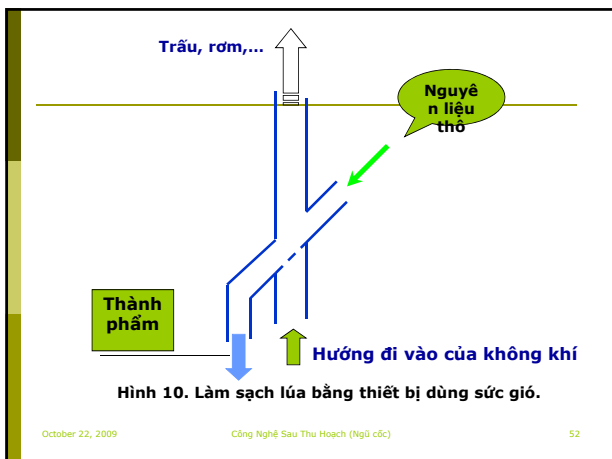 Trấu, rơm,...
Nguyê
n liệu
thô
Thành
phẩm
Hướng đi vào của không khí
Hình 10. Làm sạch lúa bằng thiết bị dùng sức gió.
October 22, 2009
Công Nghệ Sau Thu Hoạch (Ngũ cốc)
52